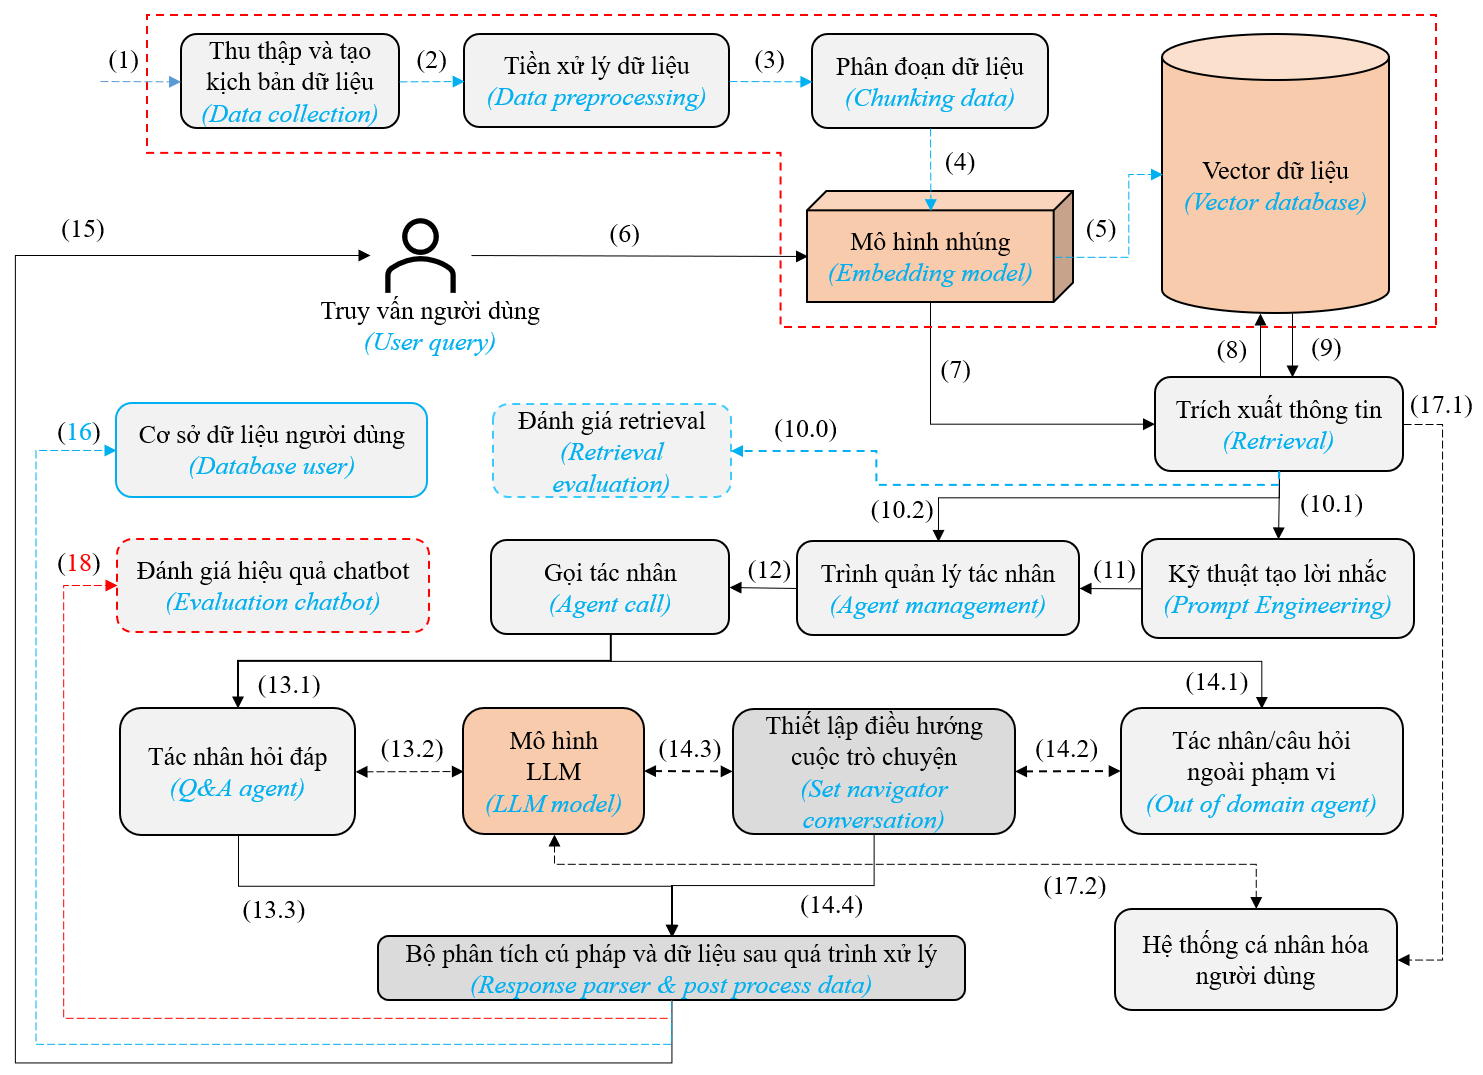 (1)
Thu thập và tạo
kịch bản dữ liệu
(Data collection)
(2)
Tiền xử lý dữ liệu
(Data preprocessing)
(3)
Phân đoạn dữ liệu
(Chunking data)
(4)
Vector dữ liệu
(Vector database)
(5)
Mô hình nhúng
(Embedding model)
(6)
(15)
Truy vấn người dùng
(User query)
(7)
(8)
(9)
Trích xuất thông tin
(Retrieval)
(17.1)
(16)
Cơ sở dữ liệu người dùng
(Database user)
Đánh giá retrieval
(Retrieval
evaluation)
(10.0)
(10.2)
(10.1)
(18)
Đánh giá hiệu quả chatbot
(Evaluation chatbot)
Gọi tác nhân
(Agent call)
(12)
Trình quản lý tác nhân
(Agent management)
(11)
Kỹ thuật tạo lời nhắc
(Prompt Engineering)
(13.1)
(14.1)
Tác nhân hỏi đáp
(Q&A agent)
(13.2)
Mô hình
LLM
(LLM model)
(14.3)
Thiết lập điều hướng
cuộc trò chuyện
(Set navigator
conversation)
(14.2)
Tác nhân/câu hỏi
ngoài phạm vi
(Out of domain agent)
(13.3)
(14.4)
(17.2)
Bộ phân tích cú pháp và dữ liệu sau quá trình xử lý
(Response parser & post process data)
Hệ thống cá nhân hóa
người dùng